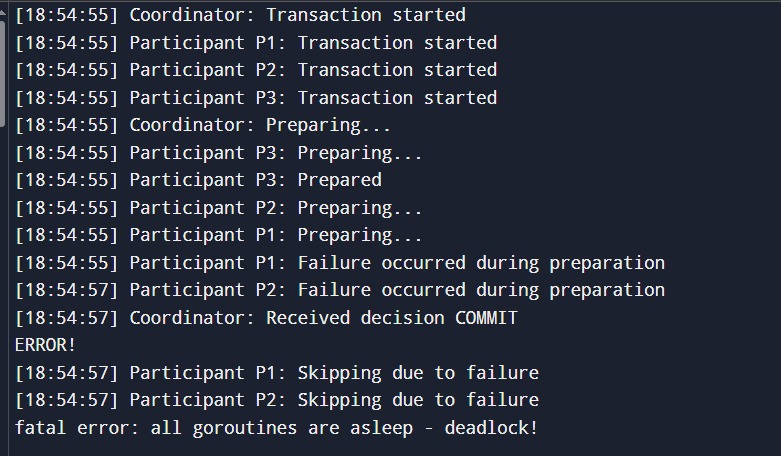 [18:54:55] Coordinator: Transaction started
[18:54:55] Participant P1: Transaction started
[18:54:55] Participant P2: Transaction started
[18:54:55] Participant P3: Transaction started
[18:54:55] Coordinator: Preparing...
[18:54:55] Participant P3: Preparing...
[18:54:55] Participant P3: Prepared
[18:54:55] Participant P2: Preparing...
[18:54:55] Participant P1: Preparing...
[18:54:55] Participant P1: Failure occurred during preparation
[18:54:57] Participant P2: Failure occurred during preparation
[18:54:57] Coordinator: Received decision COMMIT
ERROR!
[18:54:57] Participant P1: Skipping due to failure
[18:54:57] Participant P2: Skipping due to failure
fatal error: all goroutines are asleep - deadlock!